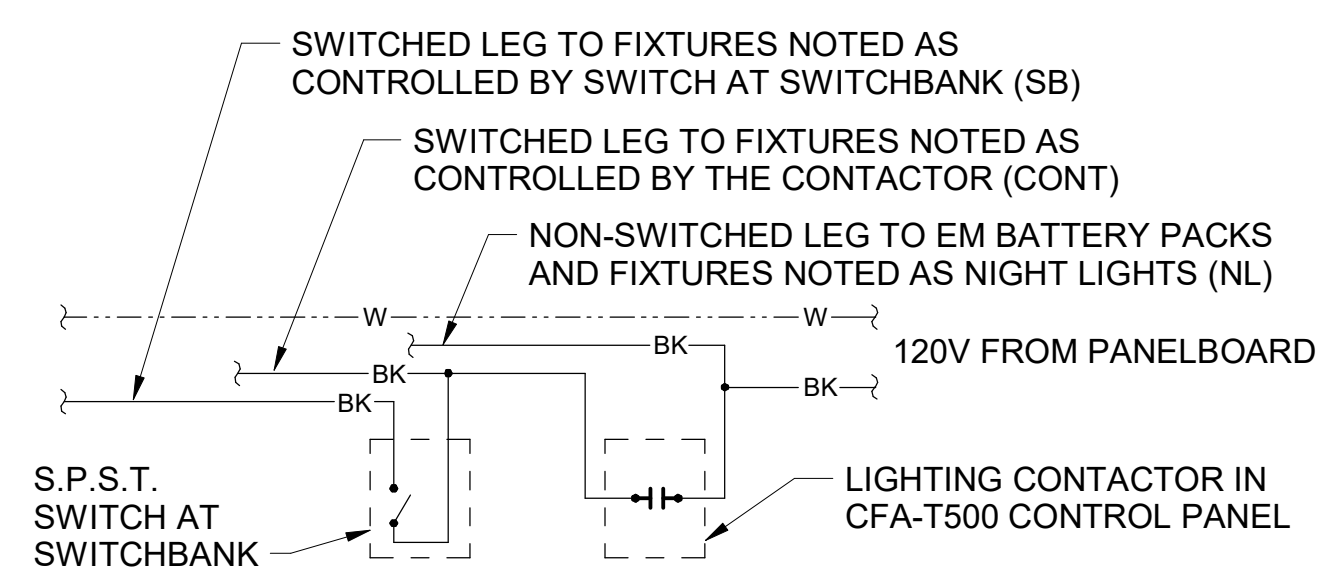 SWITCHED LEG TO FIXTURES NOTED AS
CONTROLLED BY SWITCH AT SWITCHBANK (SB)
SWITCHED LEG TO FIXTURES NOTED AS
CONTROLLED BY THE CONTACTOR (CONT)
NON-SWITCHED LEG TO EM BATTERY PACKS
AND FIXTURES NOTED AS NIGHT LIGHTS (NL)
W
W
BK
120V FROM PANELBOARD
BK
BK
BK
S.P.S.T.
SWITCH AT
SWITCHBANK
LIGHTING CONTACTOR IN
CFA-T500 CONTROL PANEL